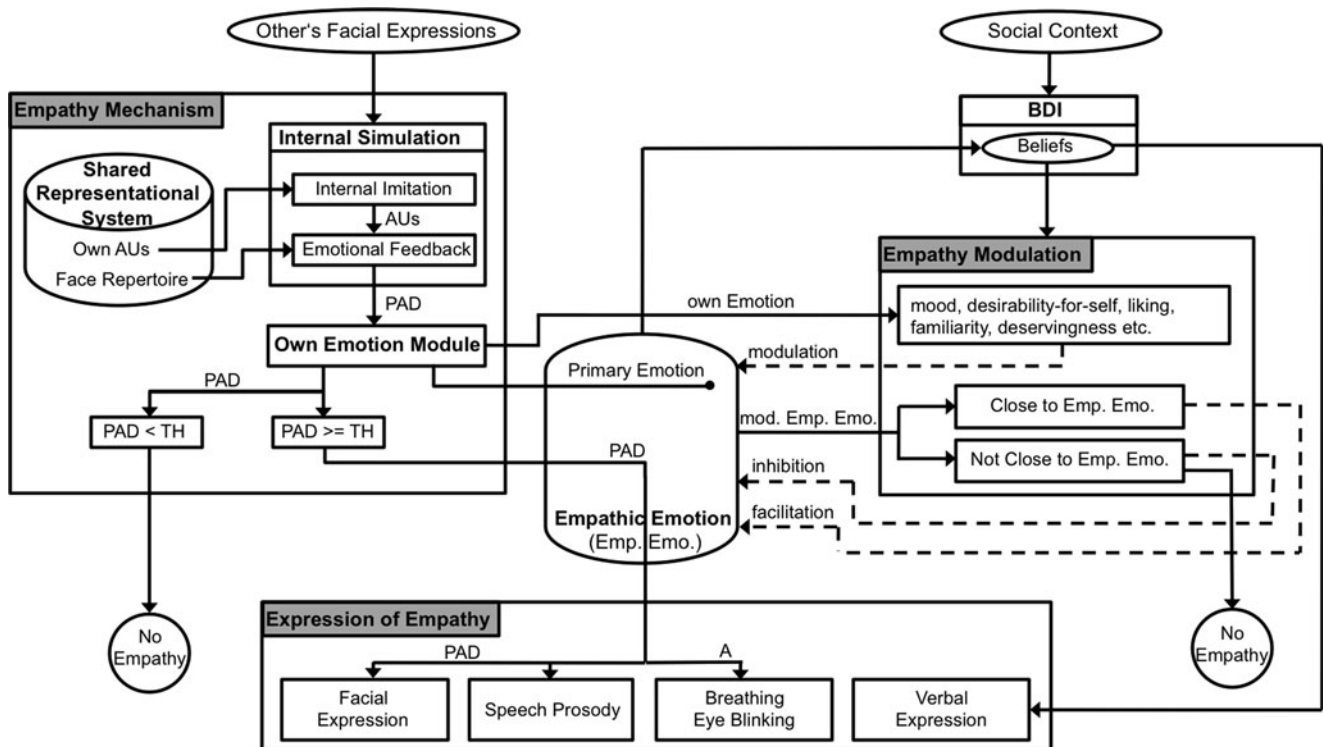 Other's Facial Expressions
Social Context
Empathy Mechanism
Internal Simulation
Shared
Representational
System
Own AUs
Face Repertoire
Internal Imitation
AUs
Emotional Feedback
PAD
Own Emotion Module
PAD
PAD < TH
PAD >= TH
No
Empathy
BDI
Beliefs
Empathy Modulation
own Emotion
mood, desirability-for-self, liking,
familiarity, deservingness etc.
modulation
Primary Emotion
mod. Emp. Emo.
Close to Emp. Emo.
Not Close to Emp. Emo.
PAD
inhibition
facilitation
Empathic Emotion
(Emp. Emo.)
No
Empathy
Expression of Empathy
PAD
A
Facial
Expression
Speech Prosody
Breathing
Eye Blinking
Verbal
Expression